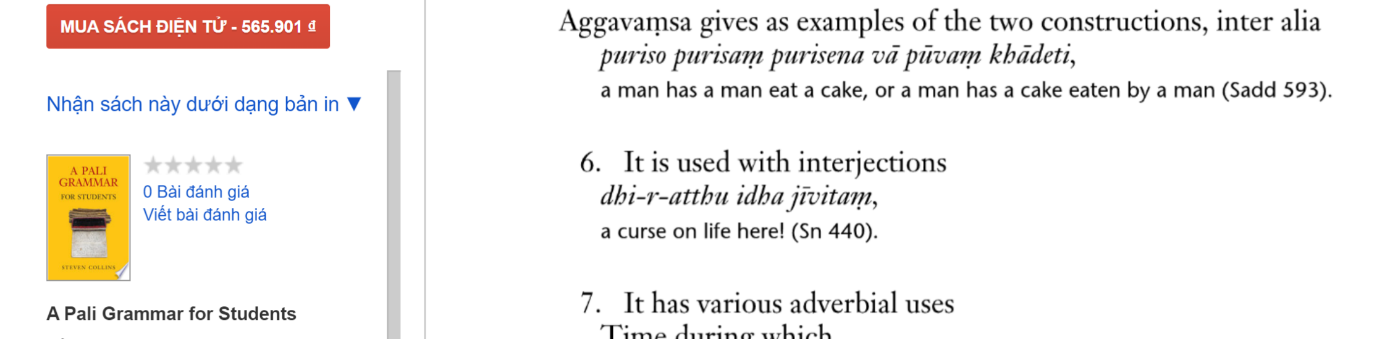 MUA SÁCH ĐIỆN TỬ - 565.901 ₫
Nhận sách này dưới dạng bản in ▼
A PALI
GRAMMAR
FOR STUDENTS
STEVEN COLLINS
0 Bài đánh giá
Viết bài đánh giá
A Pali Grammar for Students
Aggavaṃsa gives as examples of the two constructions, inter alia
puriso purisaṃ purisena vā pūvaṃ khādeti,
a man has a man eat a cake, or a man has a cake eaten by a man (Sadd 593).
6. It is used with interjections
dhi-r-atthu idha jīvitaṃ,
a curse on life here! (Sn 440).
7. It has various adverbial uses
Time during which